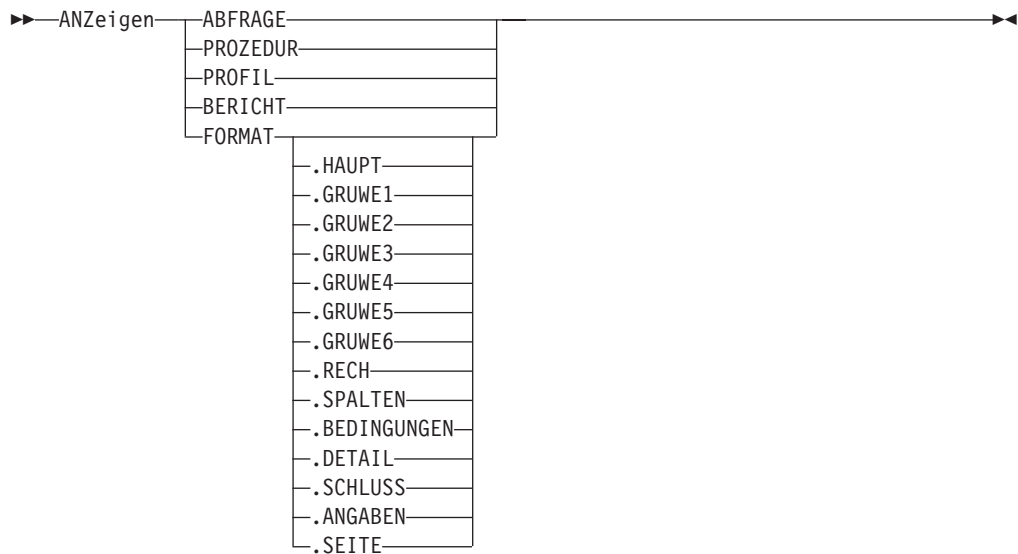 ANZeigen ABFRAGE
PROZEDUR
PROFIL
BERICHT
FORMAT
.HAUPT
.GRUWE1
.GRUWE2
.GRUWE3
.GRUWE4
.GRUWE5
.GRUWE6
.RECH
.SPALTEN
.BEDINGUNGEN
.DETAIL
.SCHLUSS
.ANGABEN
.SEITE